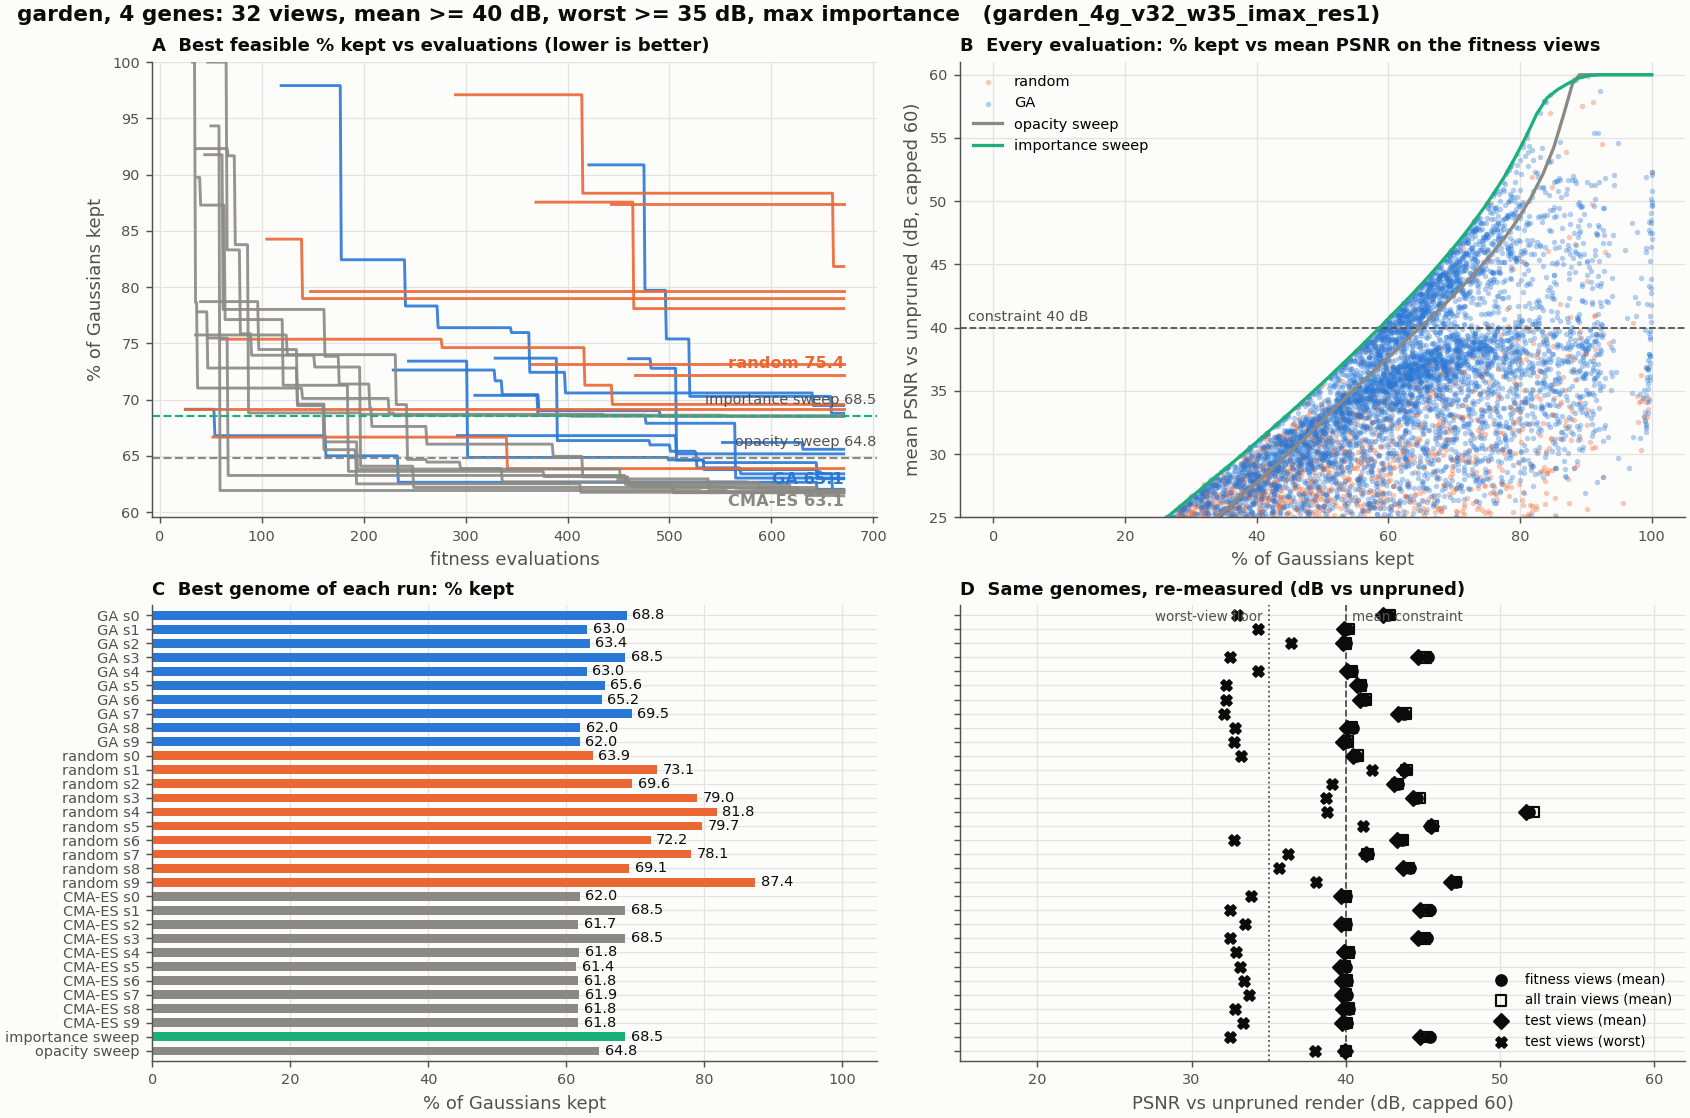 garden, 4 genes: 32 views, mean >= 40 dB, worst >= 35 dB, max importance (garden_4g_v32_w35_imax_res1)
A Best feasible % kept vs evaluations (lower is better)
100
95
90
85
80
75
70
65
60
% of Gaussians kept
random 75.4
importance sweep 68.5
opacity sweep 64.8
GA 65.1
CMA-ES 63.1
0 100 200 300 400 500 600 700
fitness evaluations
B Every evaluation: % kept vs mean PSNR on the fitness views
random
GA
opacity sweep
importance sweep
constraint 40 dB
60
55
50
45
40
35
30
25
mean PSNR vs unpruned (dB, capped 60)
0 20 40 60 80 100
% of Gaussians kept
C Best genome of each run: % kept
GA s0 68.8
GA s1 63.0
GA s2 63.4
GA s3 68.5
GA s4 63.0
GA s5 65.6
GA s6 65.2
GA s7 69.5
GA s8 62.0
GA s9 62.0
random s0 63.9
random s1 73.1
random s2 69.6
random s3 79.0
random s4 81.8
random s5 79.7
random s6 72.2
random s7 78.1
random s8 69.1
random s9 87.4
CMA-ES s0 62.0
CMA-ES s1 68.5
CMA-ES s2 61.7
CMA-ES s3 68.5
CMA-ES s4 61.8
CMA-ES s5 61.4
CMA-ES s6 61.8
CMA-ES s7 61.9
CMA-ES s8 61.8
CMA-ES s9 61.8
importance sweep 68.5
opacity sweep 64.8
0 20 40 60 80 100
% of Gaussians kept
D Same genomes, re-measured (dB vs unpruned)
worst-view floor
mean constraint
fitness views (mean)
all train views (mean)
test views (mean)
test views (worst)
20 30 40 50 60
PSNR vs unpruned render (dB, capped 60)